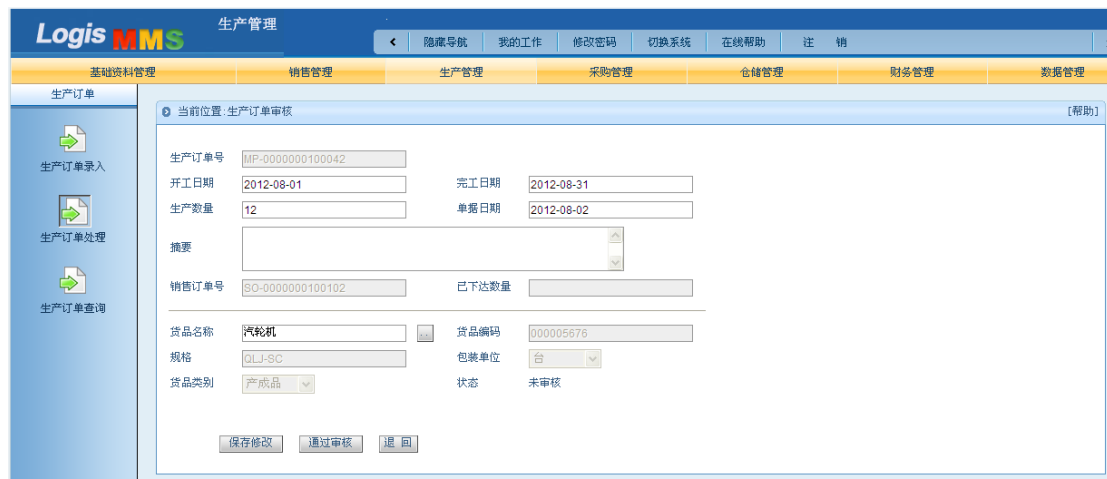 Logis MMS 生产管理
隐藏导航 我的工作 修改密码 切换系统 在线帮助 注 销
基础资料管理 销售管理 生产管理 采购管理 仓储管理 财务管理 数据管理
生产订单
当前位置:生产订单审核 [帮助]
生产订单录入
生产订单处理
生产订单查询
生产订单号 MP-0000000100042
开工日期 2012-08-01 完工日期 2012-08-31
生产数量 12 单据日期 2012-08-02
摘要
销售订单号 SO-0000000100102 已下达数量
货品名称 汽轮机 .. 货品编码 000005676
规格 QLJ-SC 包装单位 台
货品类别 产成品 状态 未审核
保存修改 通过审核 退 回